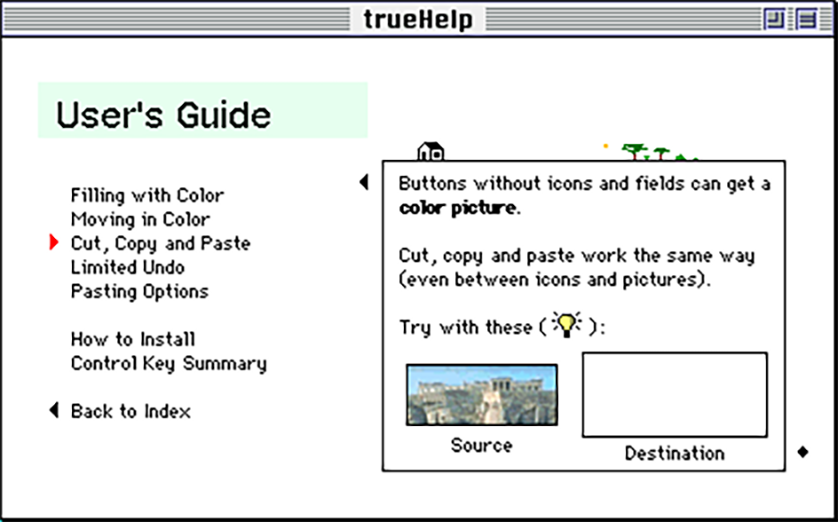 trueHelp
User's Guide
Filling with Color
Moving in Color
Cut, Copy and Paste
Limited Undo
Pasting Options
How to Install
Control Key Summary
Back to Index
Buttons without icons and fields can get a
color picture.
Cut, copy and paste work the same way
(even between icons and pictures).
Try with these ( ):
Source
Destination